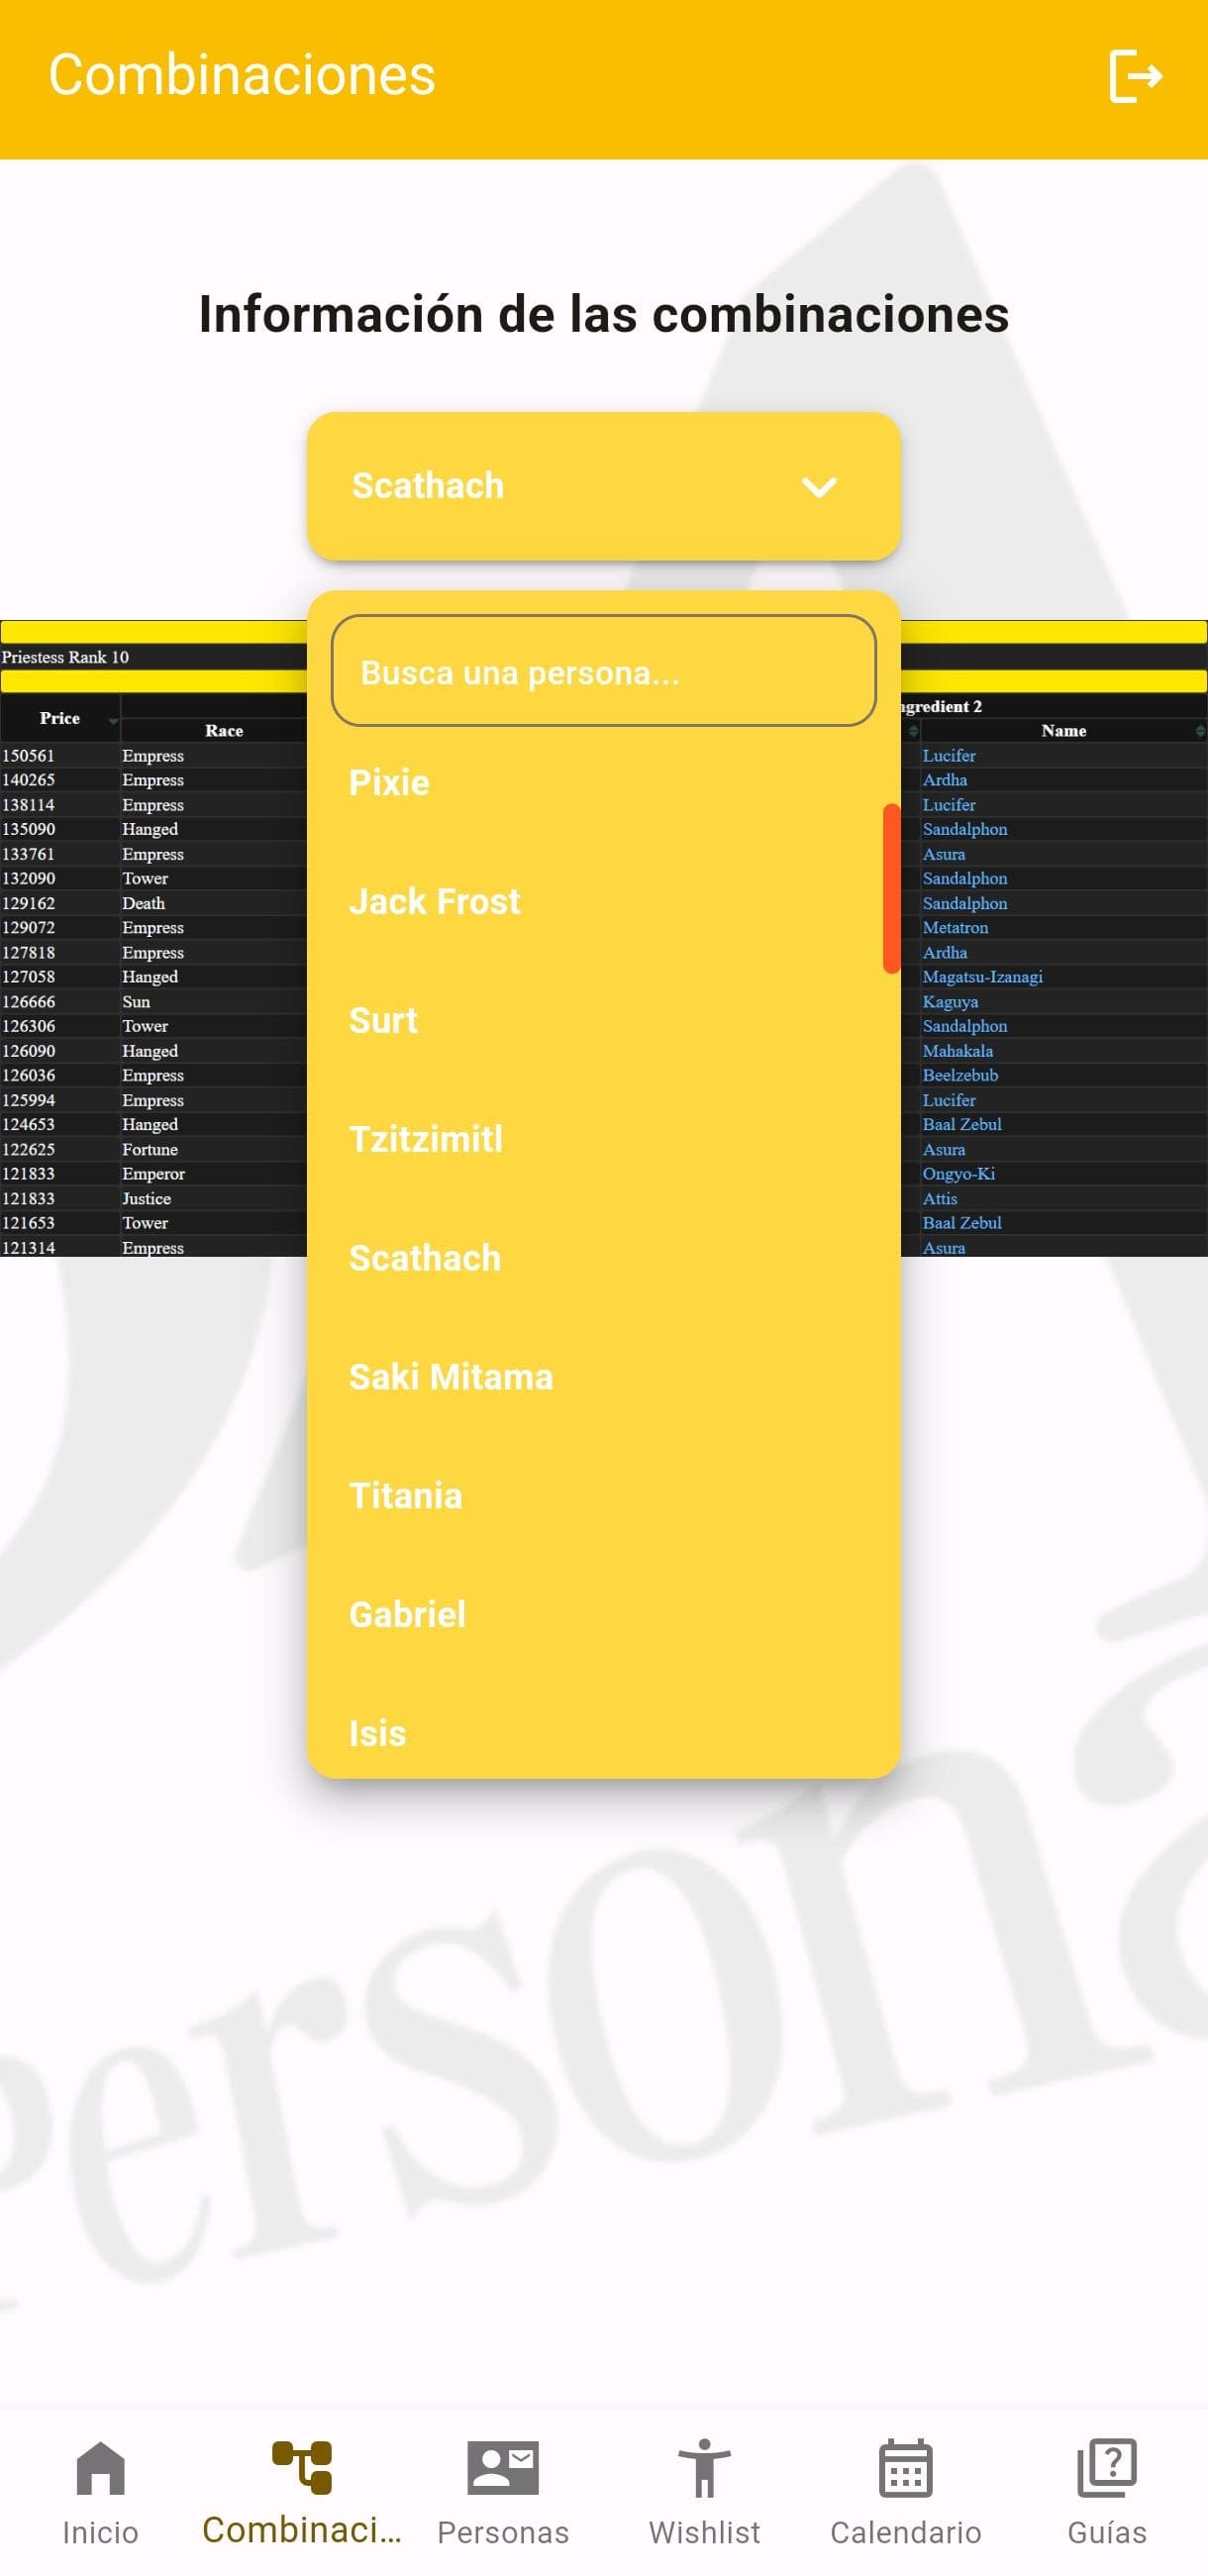 Combinaciones
Información de las combinaciones
Scathach
Busca una persona...
Pixie
Jack Frost
Surt
Tzitzimitl
Scathach
Saki Mitama
Titania
Gabriel
Isis
Priestess Rank 10
ngredient 2
Price Race Name
150561 Empress Lucifer
140265 Empress Ardha
138114 Empress Lucifer
135090 Hanged Sandalphon
133761 Empress Asura
132090 Tower Sandalphon
129162 Death Sandalphon
129072 Empress Metatron
127818 Empress Ardha
127058 Hanged Magatsu-Izanagi
126666 Sun Kaguya
126306 Tower Sandalphon
126090 Hanged Mahakala
126036 Empress Beelzebub
125994 Empress Lucifer
124653 Hanged Baal Zebul
122625 Fortune Asura
121833 Emperor Ongyo-Ki
121833 Justice Attis
121653 Tower Baal Zebul
121314 Empress Asura
Persona
Inicio Combinaci... Personas Wishlist Calendario Guías